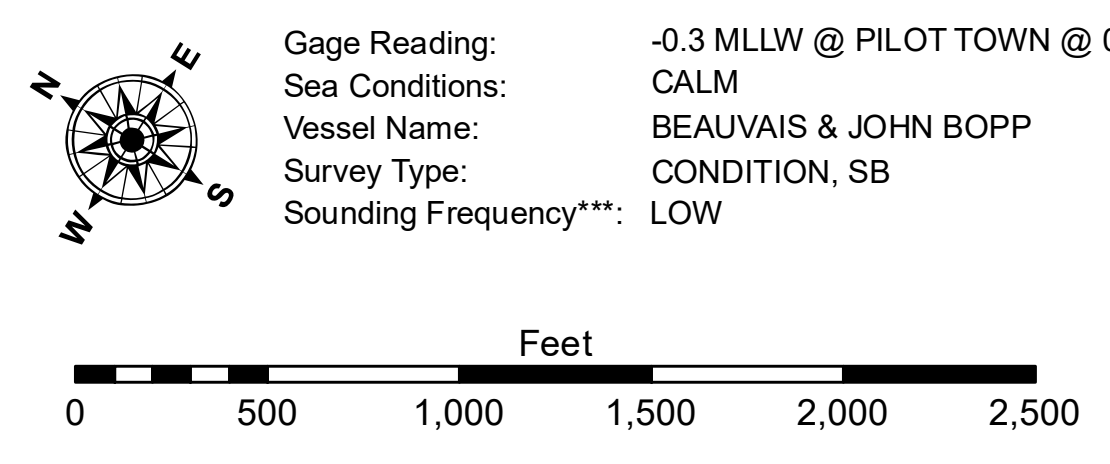 N
E
S
W
Gage Reading: -0.3 MLLW @ PILOT TOWN @
Sea Conditions: CALM
Vessel Name: BEAUVAIS & JOHN BOPP
Survey Type: CONDITION, SB
Sounding Frequency***: LOW
Feet
0 500 1,000 1,500 2,000 2,500